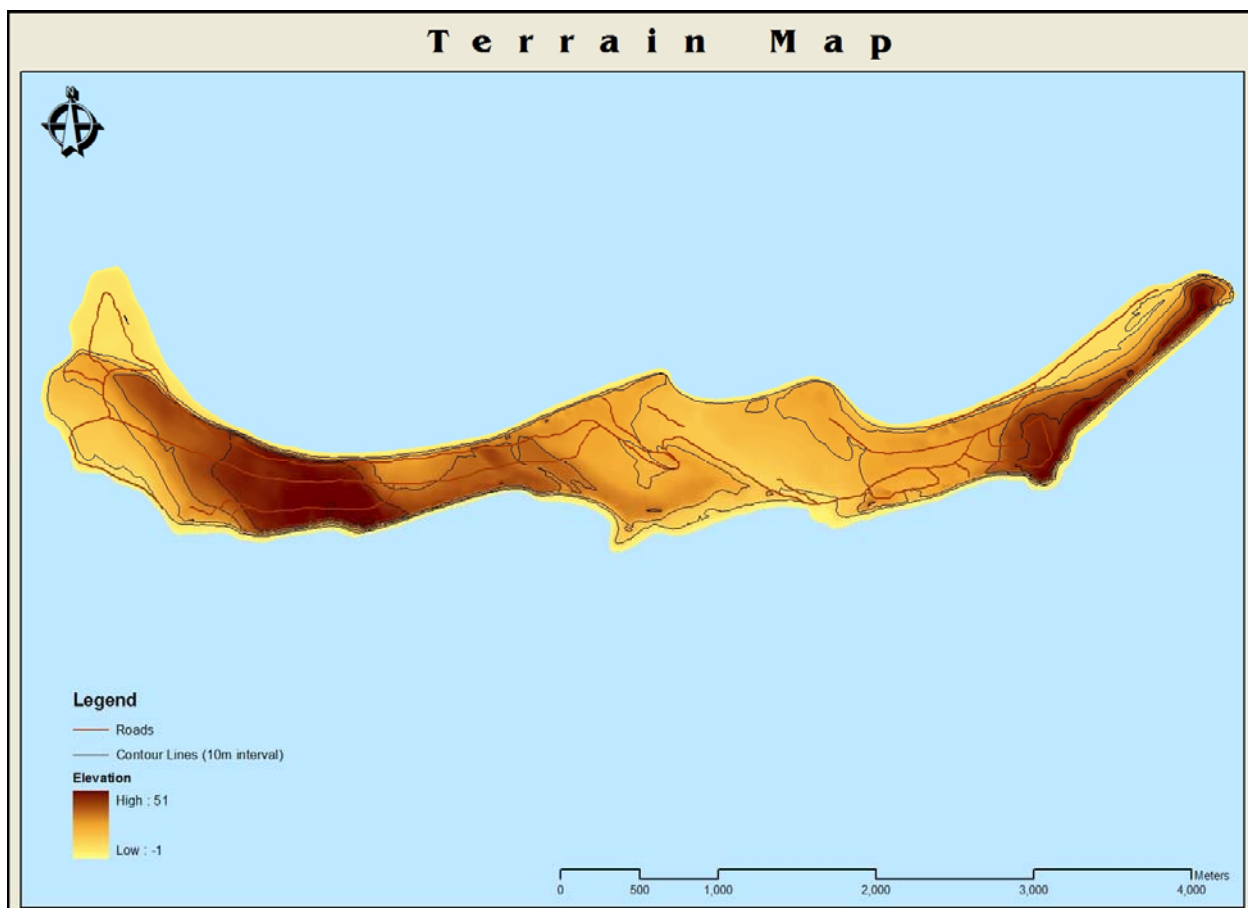 Terrain Map
N
Legend
Roads
Contour Lines (10m interval)
Elevation
High : 51
Low : -1
Meters
0 500 1,000 2,000 3,000 4,000